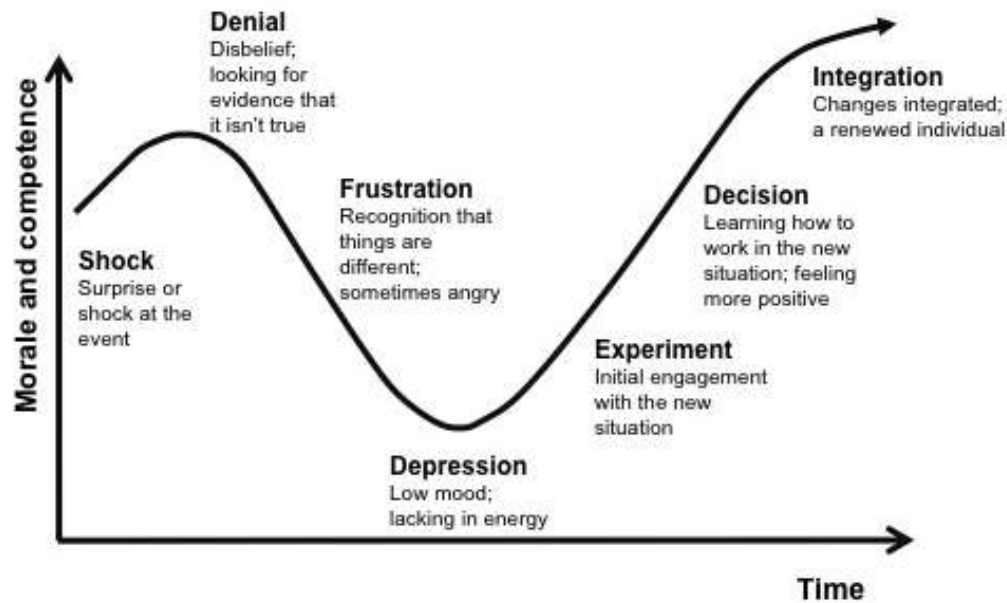 Denial
Disbelief;
looking for
evidence that
it isn't true
Morale and competence
Frustration
Recognition that
things are
different;
sometimes angry
Shock
Surprise or
shock at the
event
Integration
Changes integrated;
a renewed individual
Decision
Learning how to
work in the new
situation; feeling
more positive
Experiment
Initial engagement
with the new
situation
Depression
Low mood;
lacking in energy
Time